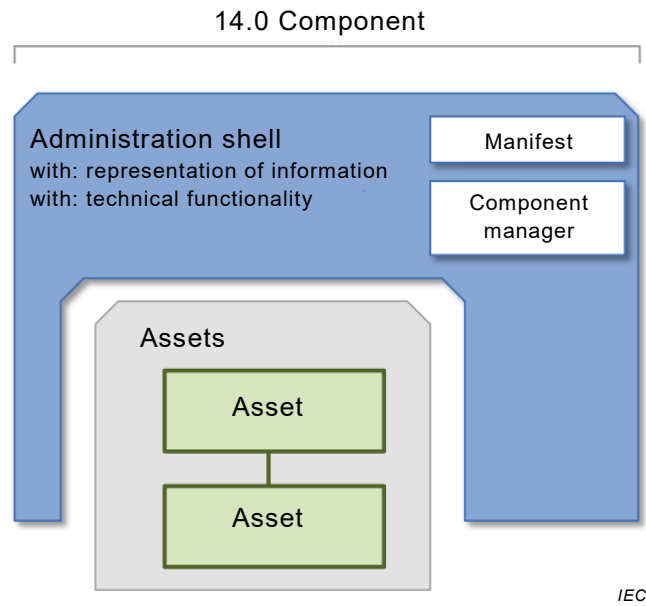 14.0 Component
Administration shell
with: representation of information
with: technical functionality
Manifest
Component
manager
Assets
Asset
Asset
IEC